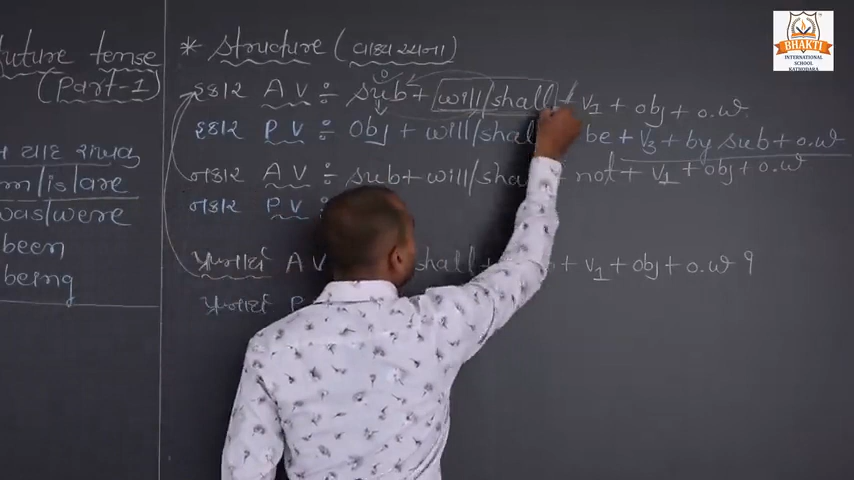 future tense
(Part-1)
યાદ રાખવું
am/is/are
was/were
been
being
* Structure (વાક્ય રચના)
હકાર A V : sub + will/shall + V1 + obj + o.w.
હકાર P V : obj + will/shall be + V3 + by sub + o.w
નકાર A V : sub + will/shall not + V1 + obj + o.w
નકાર P V :
પ્રશ્નાર્થ A V shall + + V1 + obj + o.w ?
પ્રશ્નાર્થ P
BHAKTI
INTERNATIONAL
SCHOOL
KATHODARA